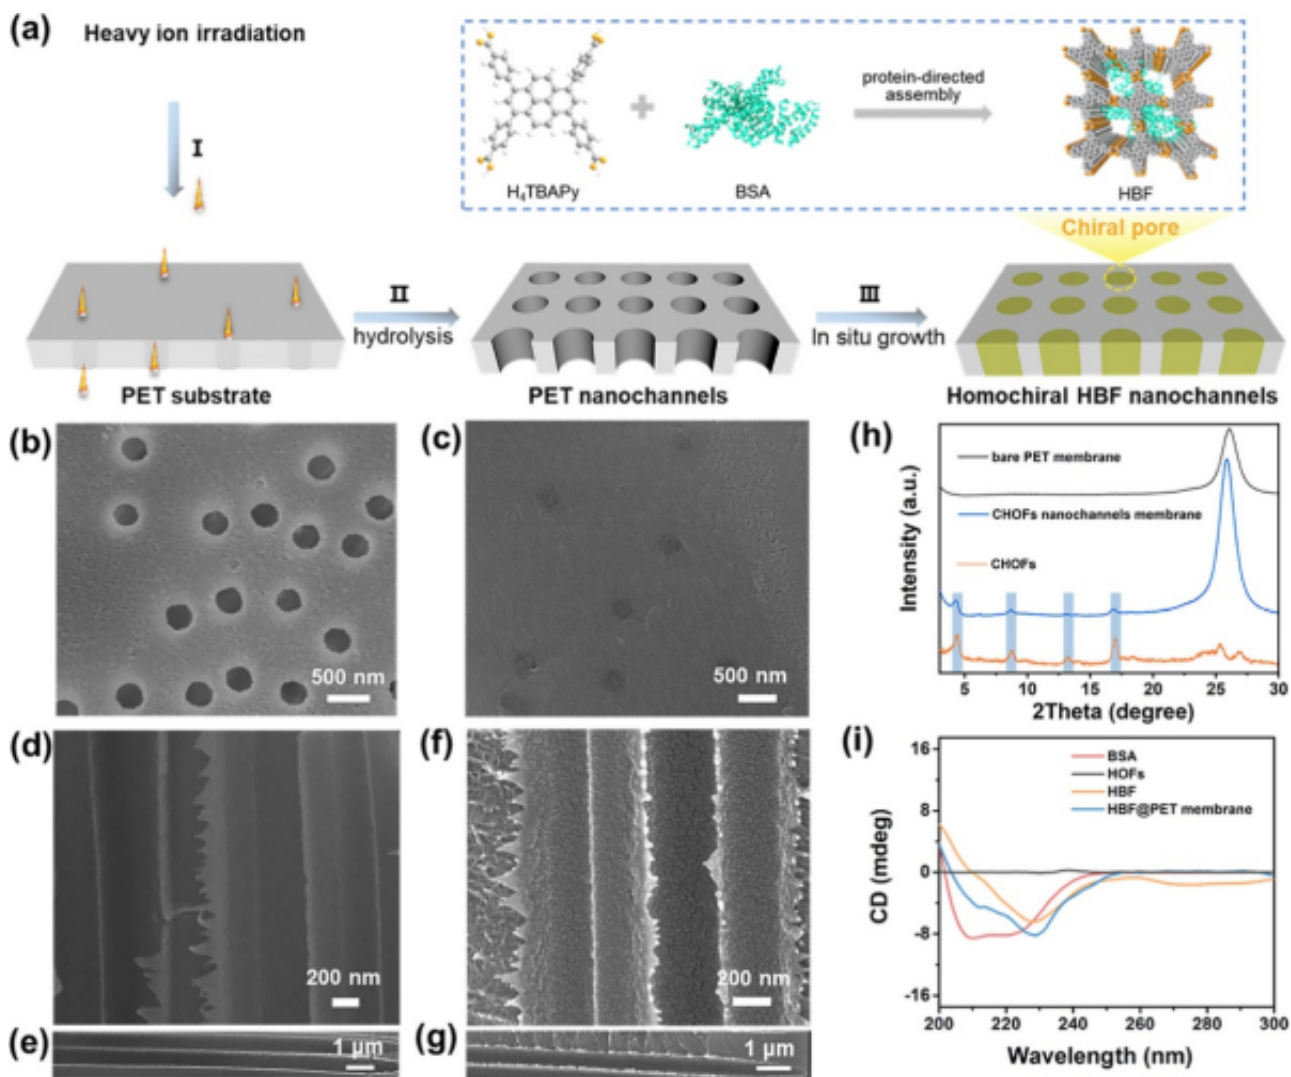 (a)
Heavy ion irradiation
I
H₄TBAPy
BSA
protein-directed
assembly
HBF
Chiral pore
II
hydrolysis
III
In situ growth
PET substrate
PET nanochannels
Homochiral HBF nanochannels
(b)
500 nm
(c)
500 nm
(h)
bare PET membrane
CHOFs nanochannels membrane
CHOFs
Intensity (a.u.)
5 10 15 20 25 30
2Theta (degree)
(d)
200 nm
(f)
200 nm
(i)
BSA
HOFs
HBF
HBF@PET membrane
CD (mdeg)
16
8
0
-8
-16
200 220 240 260 280 300
Wavelength (nm)
(e)
1 μm
(g)
1 μm